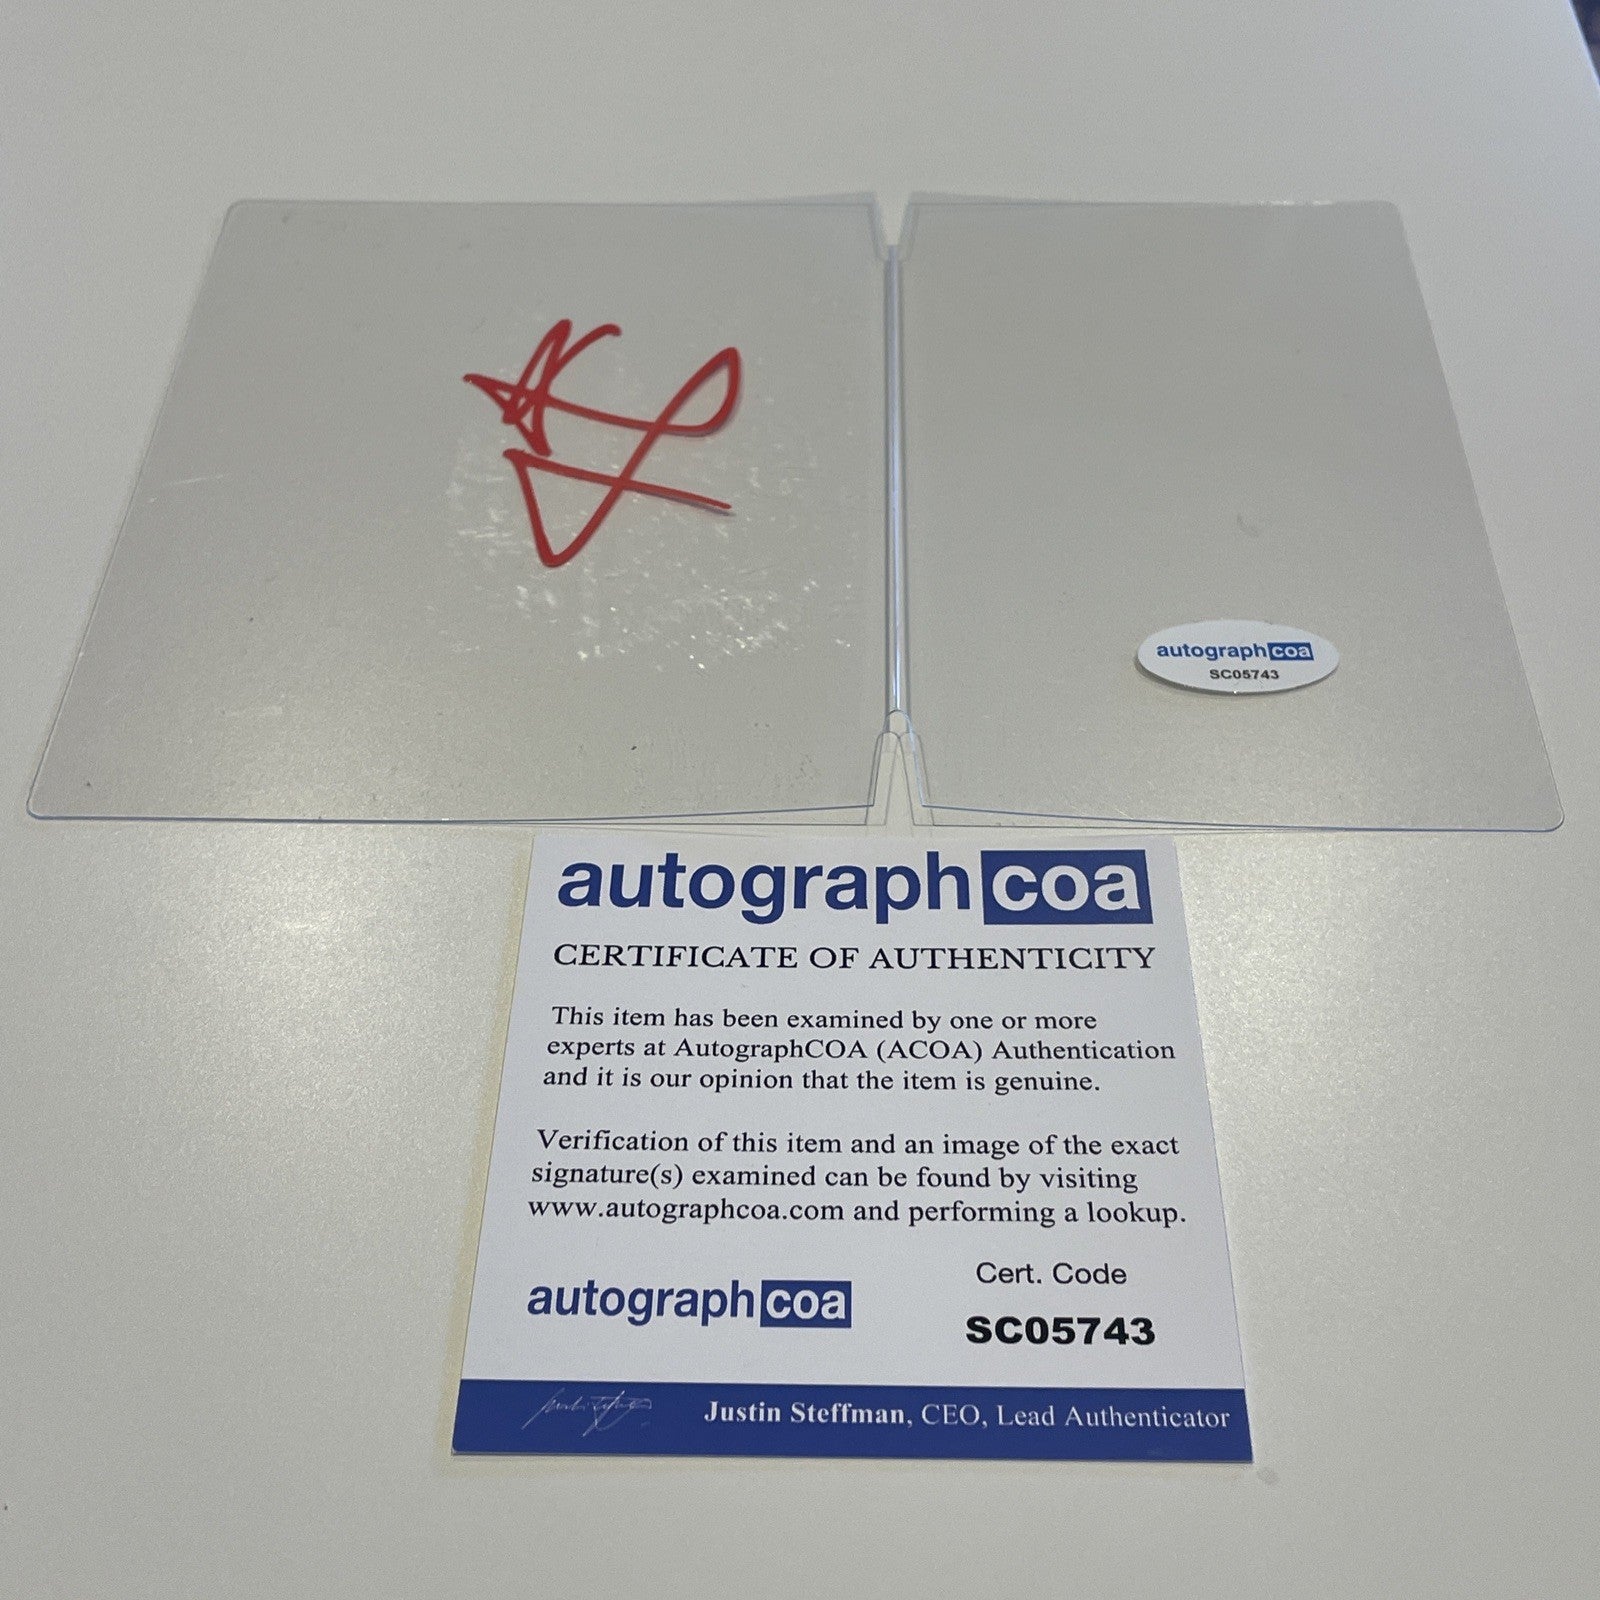 autographcoa
SC05743
autographcoa
CERTIFICATE OF AUTHENTICITY
This item has been examined by one or more
experts at AutographCOA (ACOA) Authentication
and it is our opinion that the item is genuine.
Verification of this item and an image of the exact
signature(s) examined can be found by visiting
www.autographcoa.com and performing a lookup.
autographcoa
Cert. Code
SC05743
Justin Steffman, CEO, Lead Authenticator